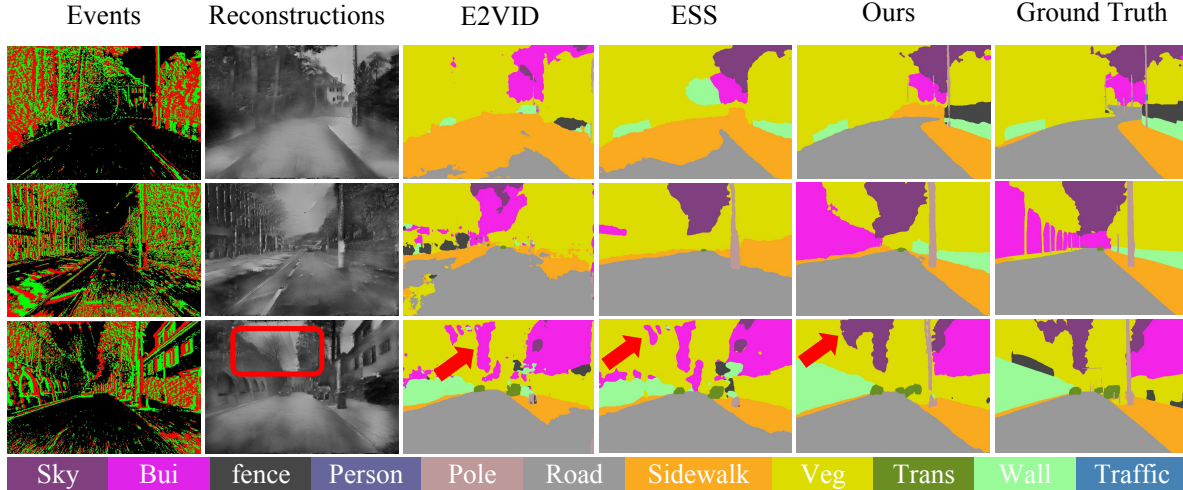 Events Reconstructions E2VID ESS Ours Ground Truth
Sky Bui fence Person Pole Road Sidewalk Veg Trans Wall Traffic